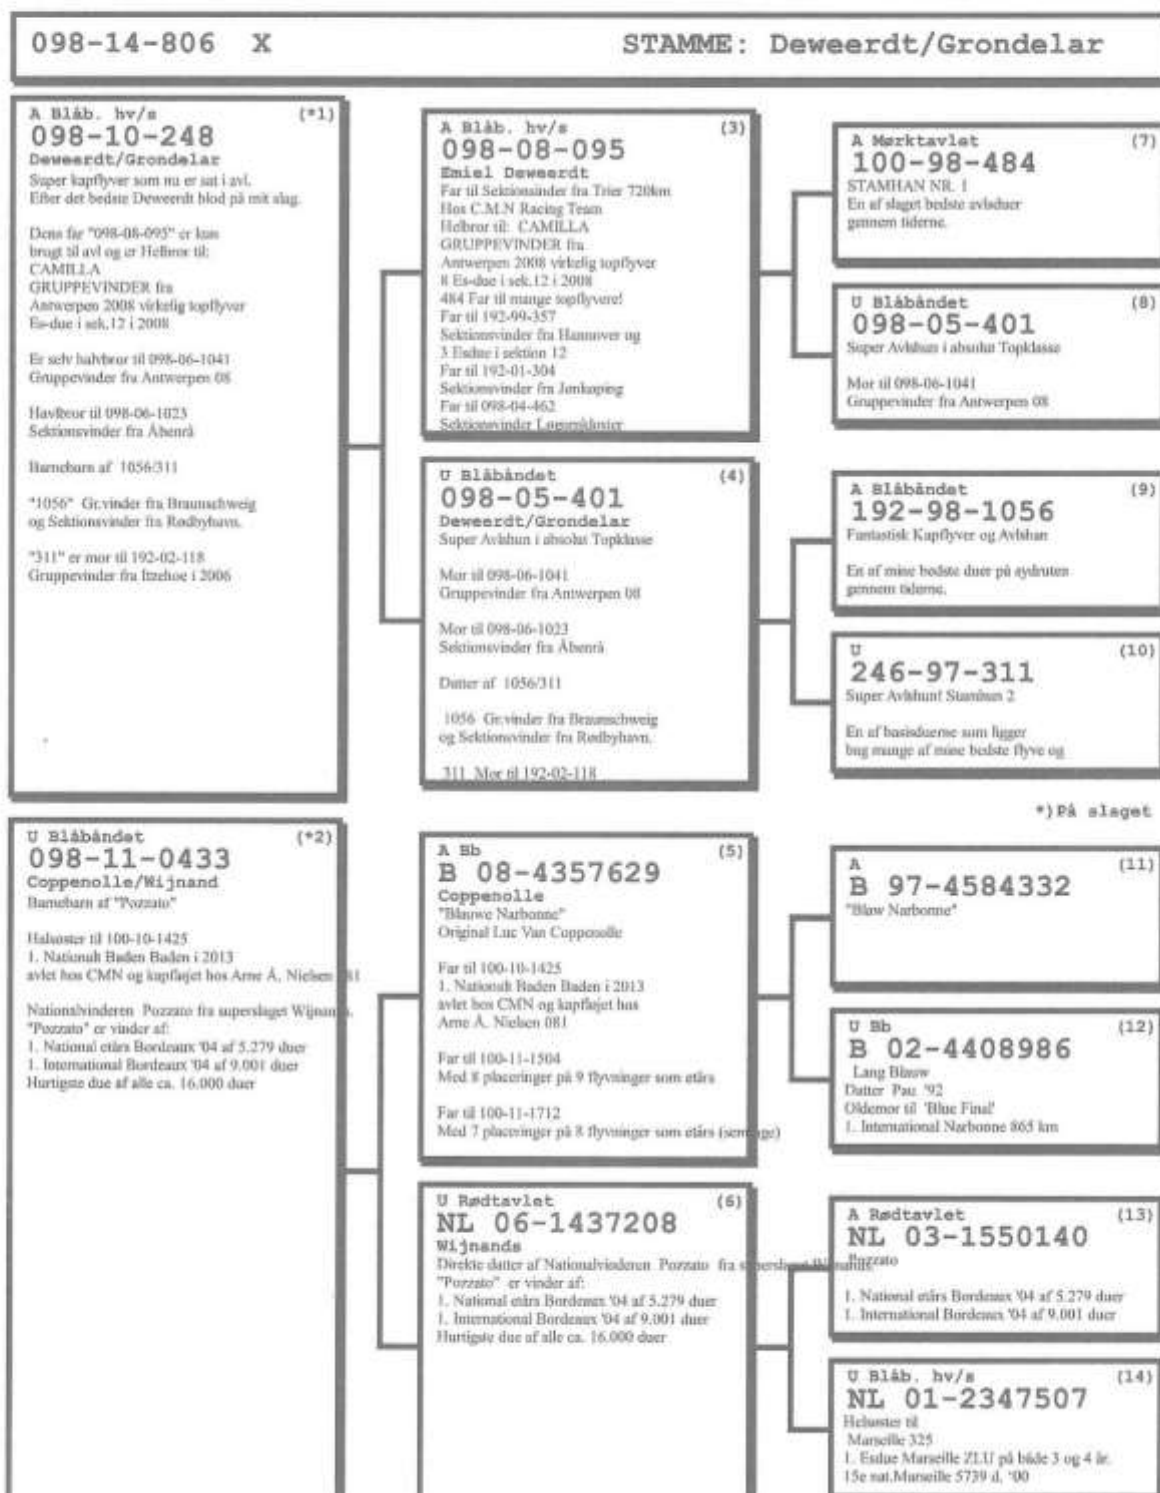 098-14-806 X
STAMME: Deweerdt/Grondelar
A Blåb. hv/s (*1)
098-10-248
Deweerdt/Grondelar
Super kapflyver som nu er sat i avl.
Efter det bedste Deweerdt blod på mit slag.
Dens far "098-08-095" er kun
brugt til avl og er Helbror til:
CAMILLA
GRUPPEVINDER fra
Antwerpen 2008 virkelig topflyver
Es-due i sek.12 i 2008
Er selv halvbror til 098-06-1041
Gruppevinder fra Antwerpen 08
Havlbror til 098-06-1023
Sektionsvinder fra Åbenrå
Barnebarn af 1056/311
"1056" Gr.vinder fra Braunschweig
og Sektionsvinder fra Rødbyhavn.
"311" er mor til 192-02-118
Gruppevinder fra Itzehoe i 2006
A Blåb. hv/s (3)
098-08-095
Emiel Deweerdt
Far til Sektionsinder fra Trier 720km
Hos C.M.N Racing Team
Helbror til: CAMILLA
GRUPPEVINDER fra
Antwerpen 2008 virkelig topflyver
8 Es-due i sek.12 i 2008
484 Far til mange topflyvere!
Far til 192-99-357
Sektionsvinder fra Hannover og
3 Esdue i sektion 12
Far til 192-01-304
Sektionsvinder fra Jønkøping
Far til 098-04-462
Sektionsvinder Løgumkloster
U Blåbåndet (4)
098-05-401
Deweerdt/Grondelar
Super Avlshun i absolut Topklasse
Mor til 098-06-1041
Gruppevinder fra Antwerpen 08
Mor til 098-06-1023
Sektionsvinder fra Åbenrå
Datter af 1056/311
1056 Gr.vinder fra Braunschweig
og Sektionsvinder fra Rødbyhavn.
311 Mor til 192-02-118
A Mørktavlet (7)
100-98-484
STAMHAN NR. 1
En af slaget bedste avlsduer
gennem tiderne.
U Blåbåndet (8)
098-05-401
Super Avlshun i absolut Topklasse
Mor til 098-06-1041
Gruppevinder fra Antwerpen 08
A Blåbåndet (9)
192-98-1056
Fantastisk Kapflyver og Avlshan
En af mine bedste duer på sydruten
gennem tiderne.
U (10)
246-97-311
Super Avlshun! Stamhun 2
En af basisduerne som ligger
bag mange af mine bedste flyve og
*)På slaget
U Blåbåndet (*2)
098-11-0433
Coppenolle/Wijnand
Barnebarn af "Pozzato"
Halsøster til 100-10-1425
1. Nationalt Baden Baden i 2013
avlet hos CMN og kapfløjet hos Arne Å. Nielsen 081
Nationalvinderen Pozzato fra superslaget Wijnands.
"Pozzato" er vinder af:
1. National etårs Bordeaux '04 af 5.279 duer
1. International Bordeaux '04 af 9.001 duer
Hurtigste due af alle ca. 16.000 duer
A Bb (5)
B 08-4357629
Coppenolle
"Blauwe Narbonne"
Original Luc Van Coppenolle
Far til 100-10-1425
1. Nationalt Baden Baden i 2013
avlet hos CMN og kapfløjet hos
Arne Å. Nielsen 081
Far til 100-11-1504
Med 8 placeringer på 9 flyvninger som etårs
Far til 100-11-1712
Med 7 placeringer på 8 flyvninger som etårs
U Rødtavlet (6)
NL 06-1437208
Wijnands
Direkte datter af Nationalvinderen Pozzato fra superslaget Wijnands.
"Pozzato" er vinder af:
1. National etårs Bordeaux '04 af 5.279 duer
1. International Bordeaux '04 af 9.001 duer
Hurtigste due af alle ca. 16.000 duer
A (11)
B 97-4584332
"Blaw Narbonne"
U Bb (12)
B 02-4408986
Lang Blauw
Datter Pau '92
Oldemor til 'Blue Final'
1. International Narbonne 865 km
A Rødtavlet (13)
NL 03-1550140
Pozzato
1. National etårs Bordeaux '04 af 5.279 duer
1. International Bordeaux '04 af 9.001 duer
U Blåb. hv/s (14)
NL 01-2347507
Helsøster til
Marseille 325
1. Esdue Marseille ZLU på både 3 og 4 år.
15e nat.Marseille 5739 d. '00